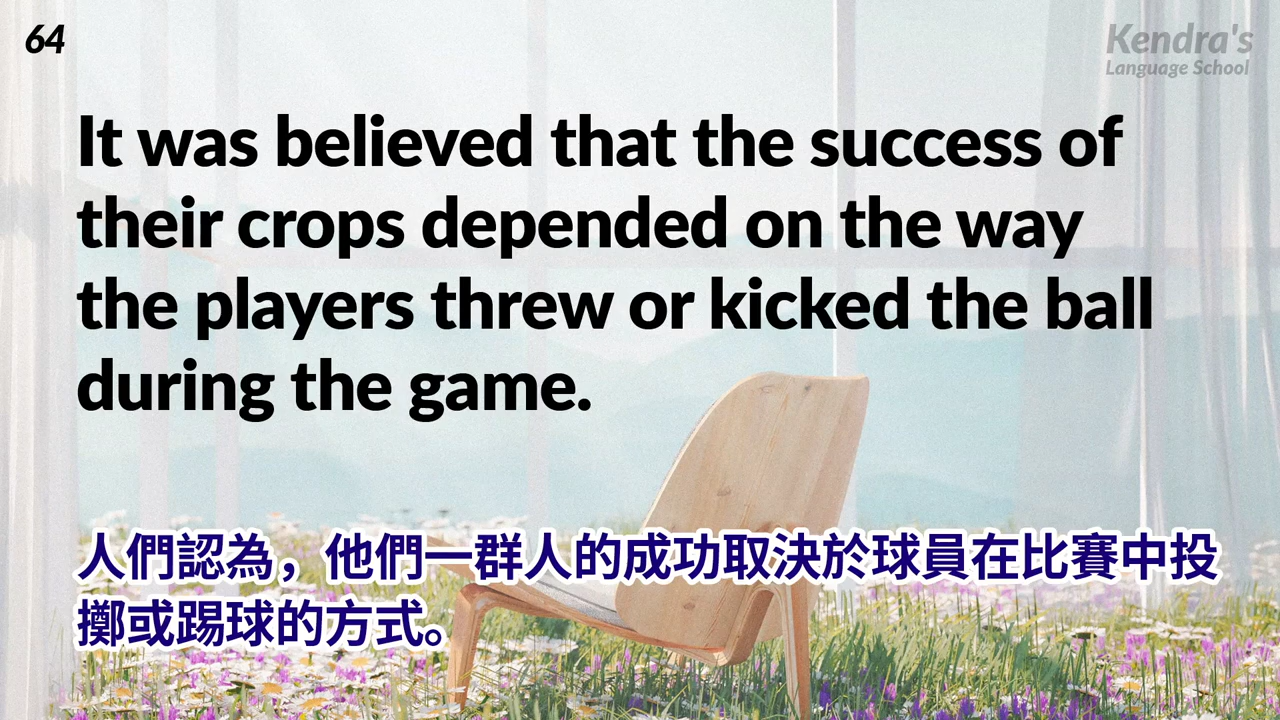 64
Kendra's
Language School
It was believed that the success of
their crops depended on the way
the players threw or kicked the ball
during the game.
人們認為，他們一群人的成功取決於球員在比賽中投
擲或踢球的方式。